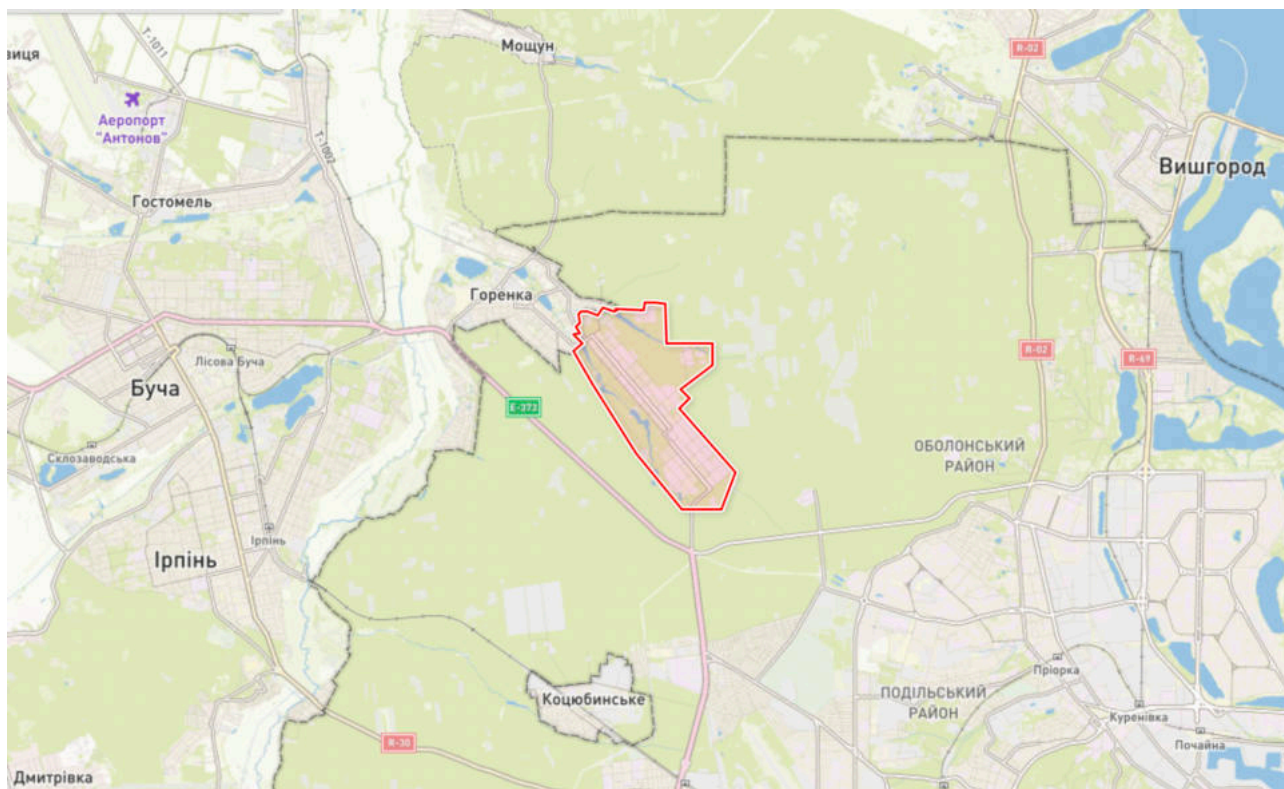 Мощун
R-02
T-1011
виця
Аеропорт
"Антонов"
T-1002
Вишгород
Гостомель
Горенка
R-02
R-69
Лісова Буча
Буча
E-373
ОБОЛОНСЬКИЙ
РАЙОН
Склозаводська
Ірпінь
Ірпінь
Пріорка
Коцюбинське
ПОДІЛЬСЬКИЙ
РАЙОН
Куренівка
R-30
Почайна
Дмитрівка